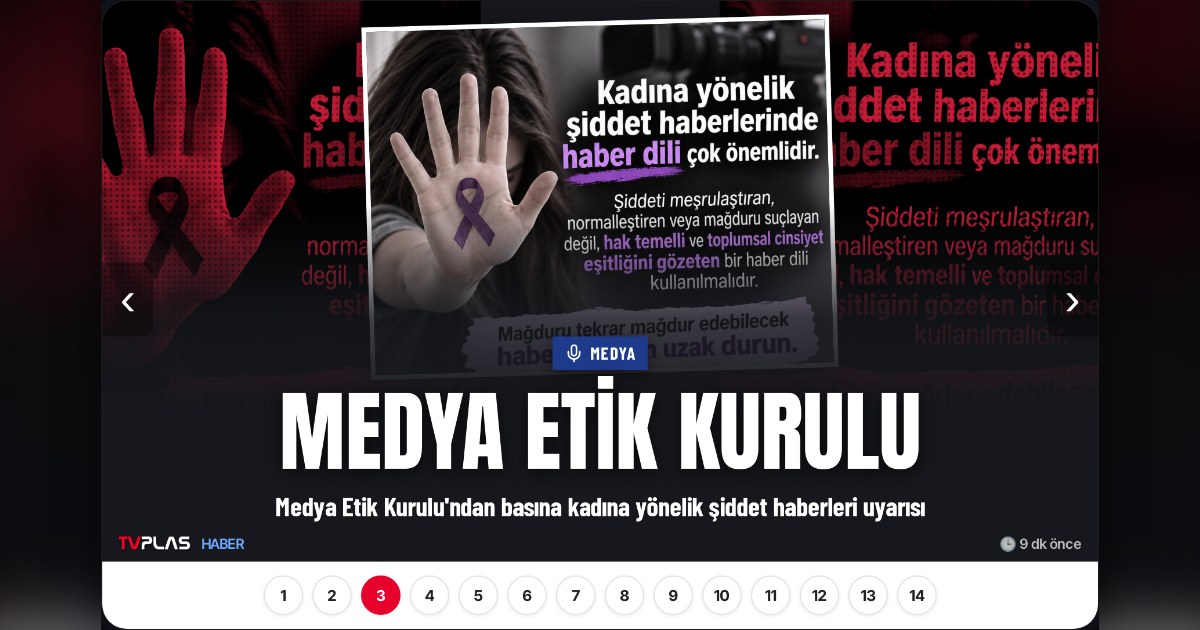 Kadına yönelik
şiddet haberlerinde
haber dili çok önemlidir.
Şiddeti meşrulaştıran,
normalleştiren veya mağduru suçlayan
değil, hak temelli ve toplumsal cinsiyet
eşitliğini gözeten bir haber dili
kullanılmalıdır.
Mağduru tekrar mağdur edebilecek
uzak durun.
MEDYA
MEDYA ETİK KURULU
Medya Etik Kurulu'ndan basına kadına yönelik şiddet haberleri uyarısı
TVPLAS HABER
9 dk önce
‹
›
1 2 3 4 5 6 7 8 9 10 11 12 13 14